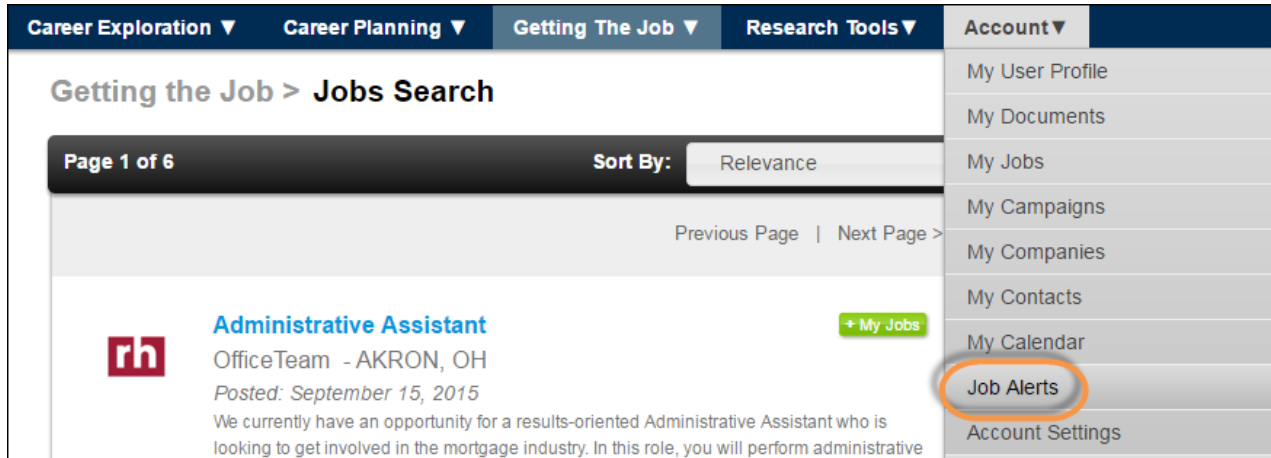 Career Exploration ▼ Career Planning ▼ Getting The Job ▼ Research Tools▼ Account▼
Getting the Job > Jobs Search
Page 1 of 6 Sort By: Relevance
Previous Page | Next Page >
rh
Administrative Assistant
+ My Jobs
OfficeTeam - AKRON, OH
Posted: September 15, 2015
We currently have an opportunity for a results-oriented Administrative Assistant who is
looking to get involved in the mortgage industry. In this role, you will perform administrative
My User Profile
My Documents
My Jobs
My Campaigns
My Companies
My Contacts
My Calendar
Job Alerts
Account Settings